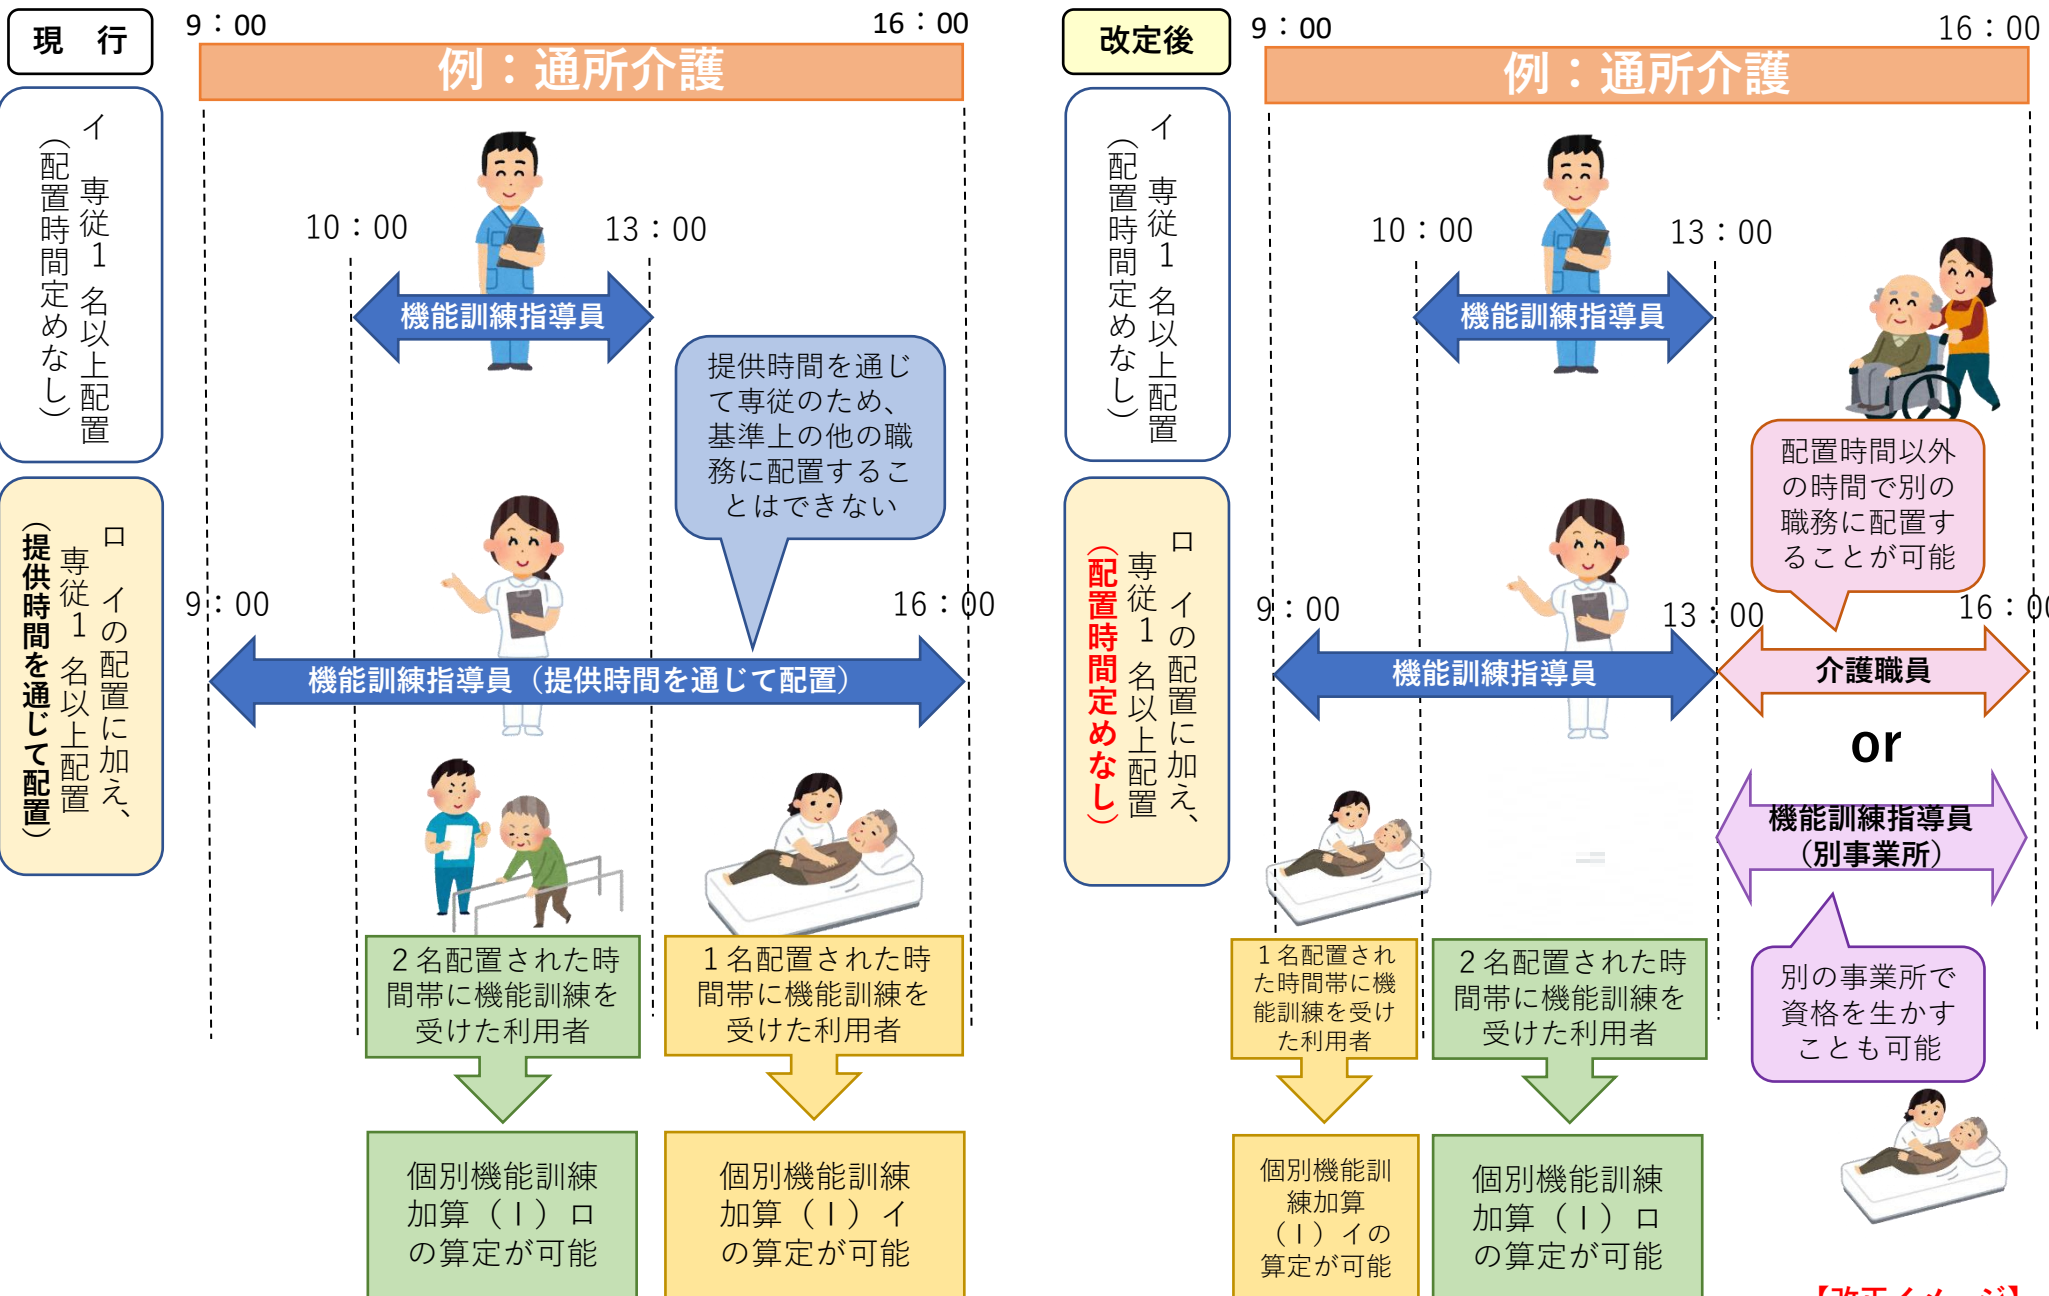 現　行
9：00
16：00
例：通所介護
イ　専従１名以上配置
（配置時間定めなし）
10：00
13：00
機能訓練指導員
提供時間を通じ
て専従のため、
基準上の他の職
務に配置するこ
とはできない
ロ　イの配置に加え、
専従１名以上配置
（提供時間を通じて配置）
9：00
16：00
機能訓練指導員（提供時間を通じて配置）
２名配置された時
間帯に機能訓練を
受けた利用者
１名配置された時
間帯に機能訓練を
受けた利用者
個別機能訓練
加算（Ⅰ）ロ
の算定が可能
個別機能訓練
加算（Ⅰ）イ
の算定が可能
改定後
9：00
16：00
例：通所介護
イ　専従１名以上配置
（配置時間定めなし）
10：00
13：00
機能訓練指導員
配置時間以外
の時間で別の
職務に配置す
ることが可能
ロ　イの配置に加え、
専従１名以上配置
（配置時間定めなし）
9：00
13：00
16：00
機能訓練指導員
介護職員
or
機能訓練指導員
（別事業所）
別の事業所で
資格を生かす
ことも可能
１名配置され
た時間帯に機
能訓練を受け
た利用者
２名配置された時
間帯に機能訓練を
受けた利用者
個別機能訓
練加算
（Ⅰ）イの
算定が可能
個別機能訓練
加算（Ⅰ）ロ
の算定が可能
【改正イメージ】